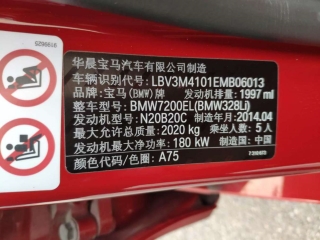 华晨宝马汽车有限公司制造
车辆识别代号: LBV3M4101EMB06013
品牌: 宝马(BMW)牌 发动机排量: 1997 ml
整车型号: BMW7200EL(BMW328Li)
发动机型号: N20B20C 制造年月: 2014.04
最大允许总质量: 2020 kg 乘坐人数: 5 人
发动机最大净功率: 180 kW 制造国: 中国
颜色代码/色圈: A75